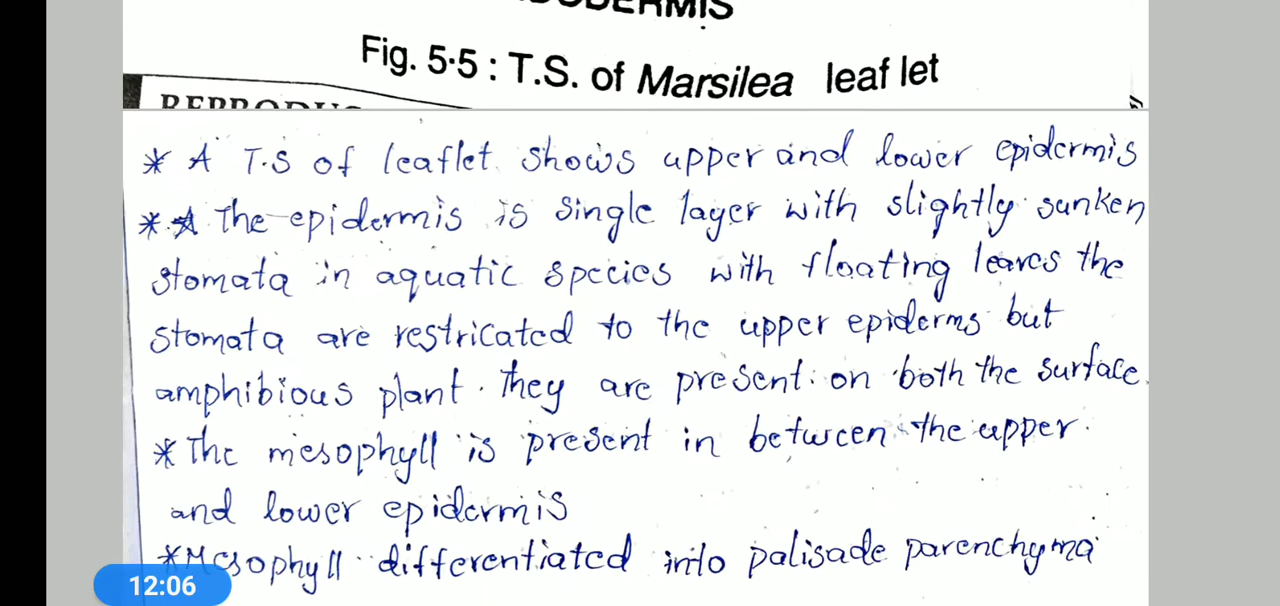 Fig. 5·5 : T.S. of Marsilea leaf let
* A T.S of leaflet shows upper and lower epidermis
* The epidermis is single layer with slightly sunken
stomata in aquatic species with floating leaves the
stomata are restricated to the upper epiderms but
amphibious plant. They are present on both the surface.
* The mesophyll is present in between the upper
and lower epidermis
* Mesophyll differentiated into palisade parenchyma
12:06